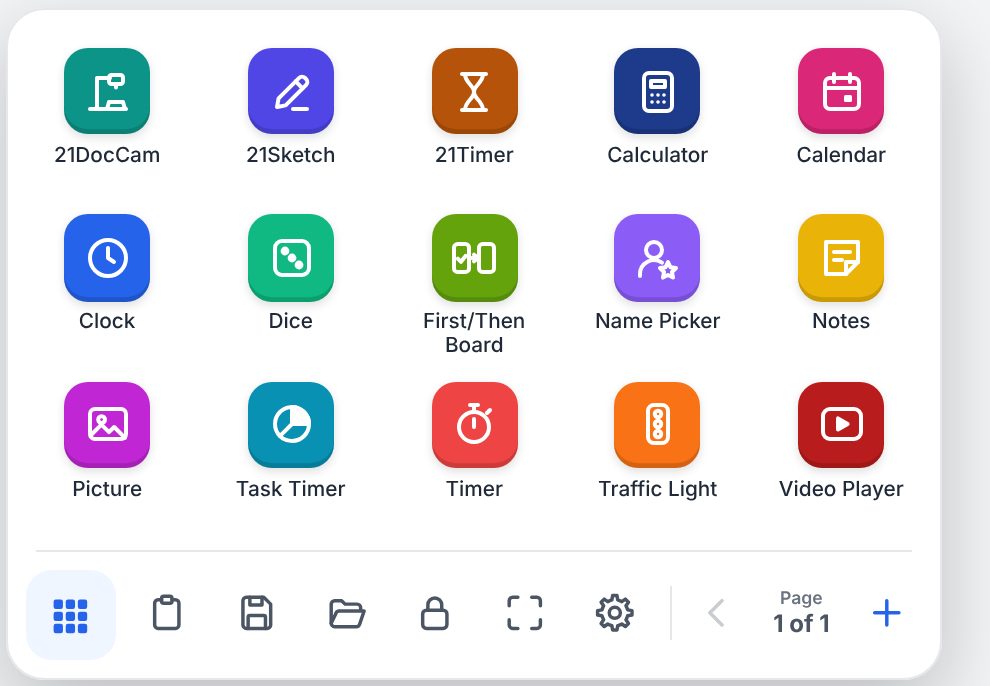 21DocCam
21Sketch
21Timer
Calculator
Calendar
Clock
Dice
First/Then
Board
Name Picker
Notes
Picture
Task Timer
Timer
Traffic Light
Video Player
Page
1 of 1